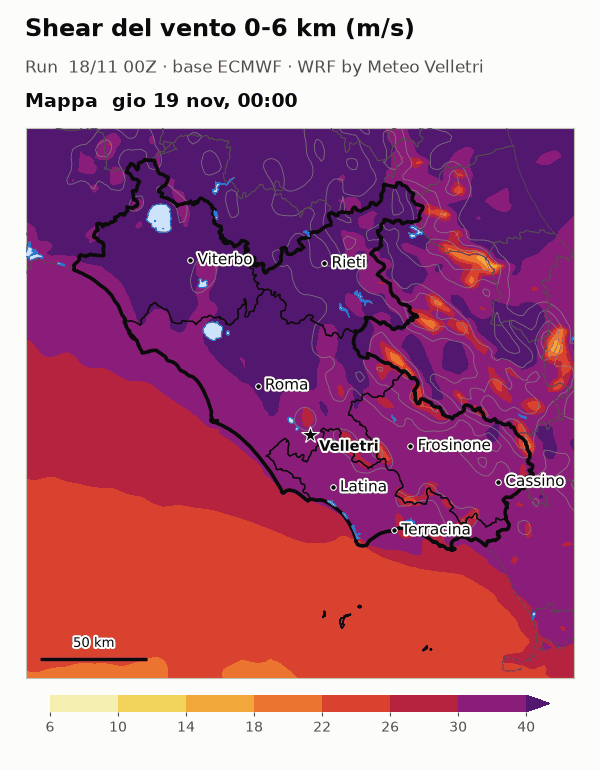 Shear del vento 0-6 km (m/s)
Run  18/11 00Z · base ECMWF · WRF by Meteo Velletri
Mappa  gio 19 nov, 00:00
Viterbo
Rieti
Roma
Velletri
Frosinone
Latina
Cassino
Terracina
50 km
6 10 14 18 22 26 30 40